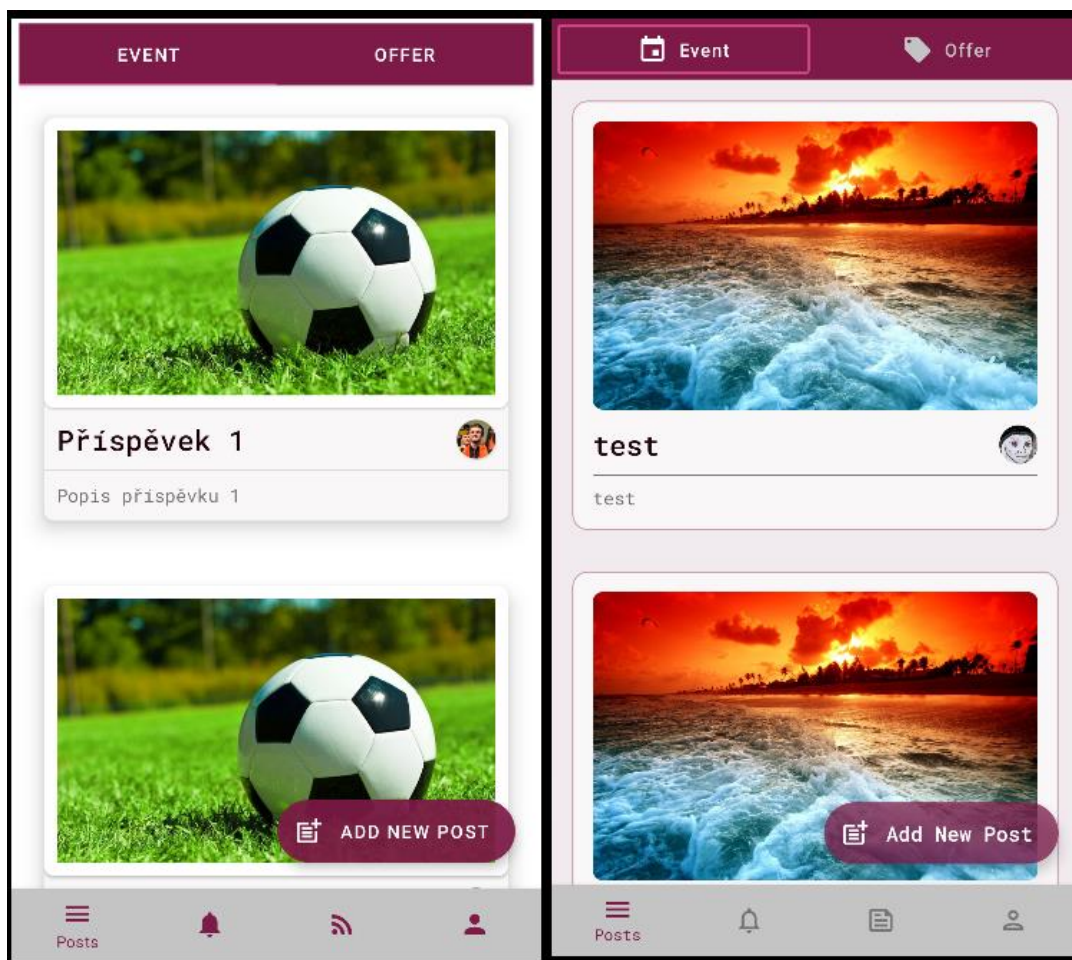 EVENT
OFFER
Příspěvek 1
Popis příspěvku 1
ADD NEW POST
Posts
Event
Offer
test
test
Add New Post
Posts